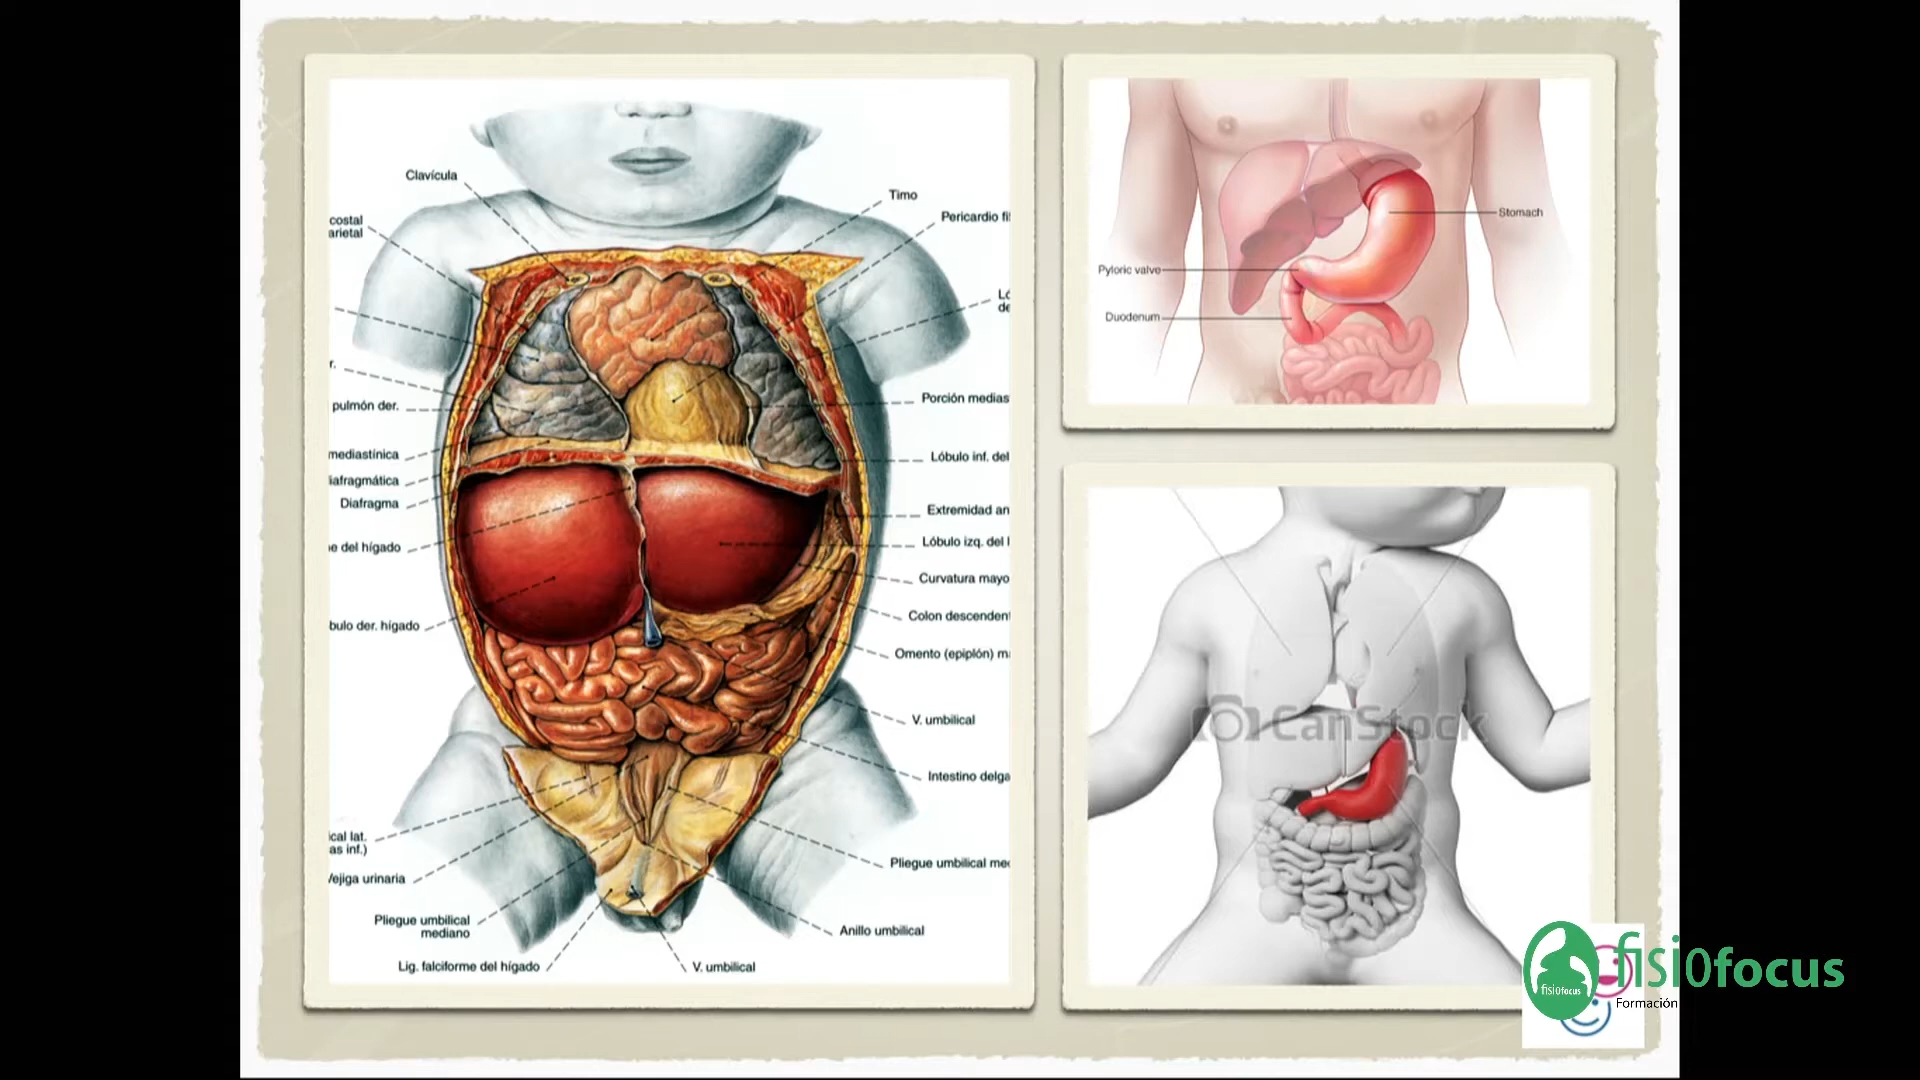 Clavícula
costal
arietal
r.
pulmón der.
mediastínica
iafragmática
Diafragma
e del hígado
bulo der. hígado
ical lat.
as inf.)
Vejiga urinaria
Pliegue umbilical
mediano
Lig. falciforme del hígado
Timo
Pericardio fi
Ló
de
Porción medias
Lóbulo inf. del
Extremidad an
Lóbulo izq. del
Curvatura mayo
Colon descenden
Omento (epiplón) m
V. umbilical
Intestino delga
Pliegue umbilical me
Anillo umbilical
V. umbilical
Stomach
Pyloric valve
Duodenum
CanStock
fisi0focus
fisi0focus
Formación